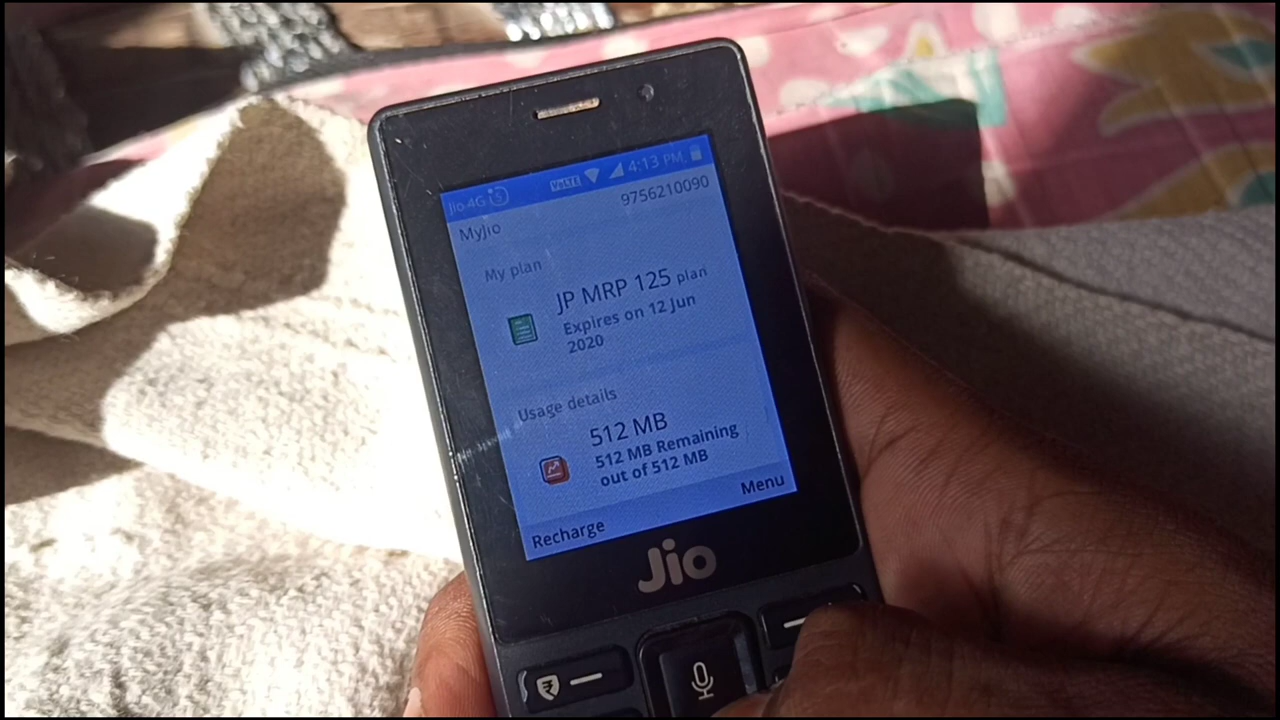 Jio 4G VoLTE 4:13 PM
9756210090
MyJio
My plan
JP MRP 125 plan
Expires on 12 Jun
2020
Usage details
512 MB
512 MB Remaining
out of 512 MB
Menu
Recharge
Jio